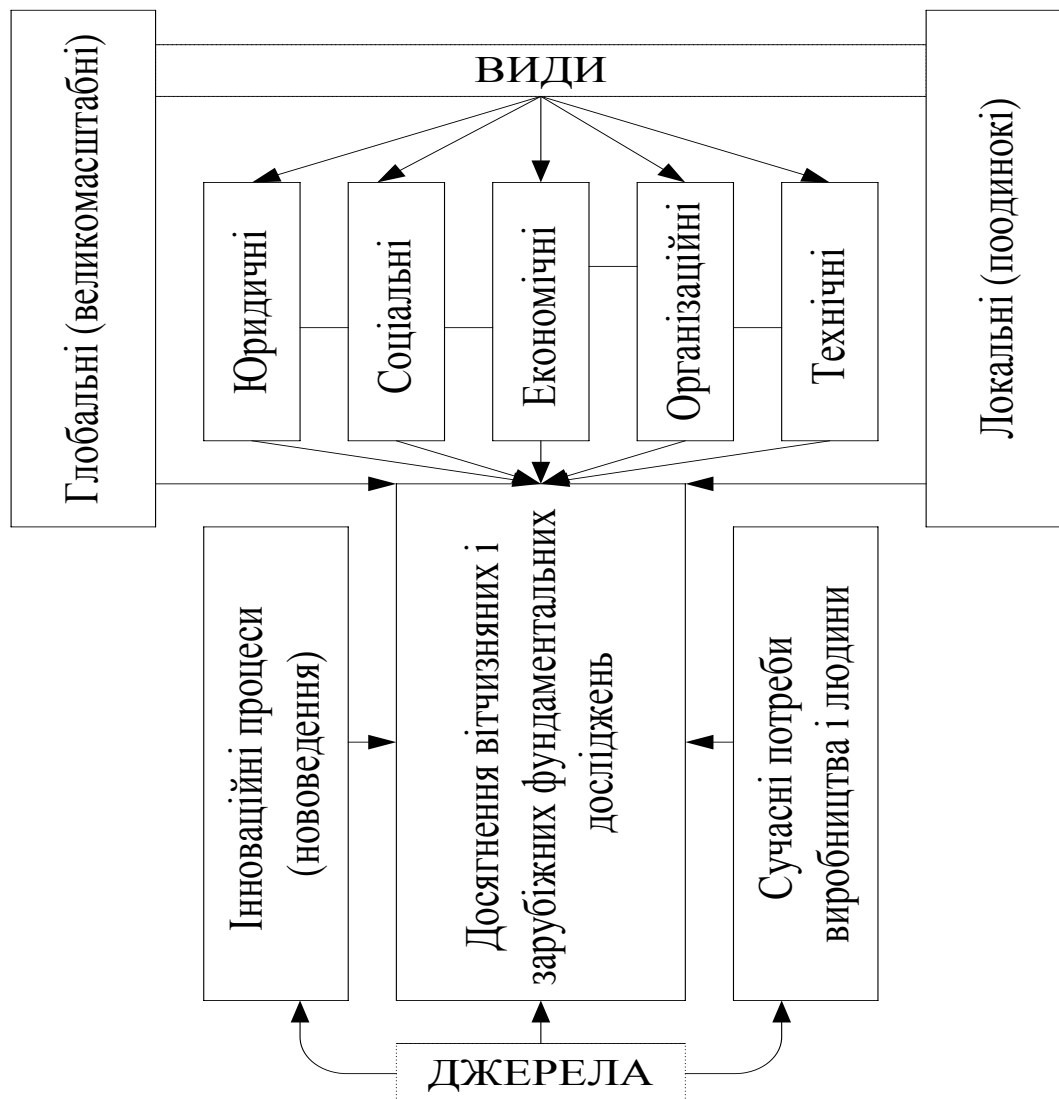 ВИДИ
Глобальні (великомасштабні)
Юридичні
Соціальні
Економічні
Організаційні
Технічні
Локальні (поодинокі)
Інноваційні процеси
(нововедення)
Досягнення вітчизняних і
зарубіжних фундаментальних
досліджень
Сучасні потреби
виробництва і людини
ДЖЕРЕЛА